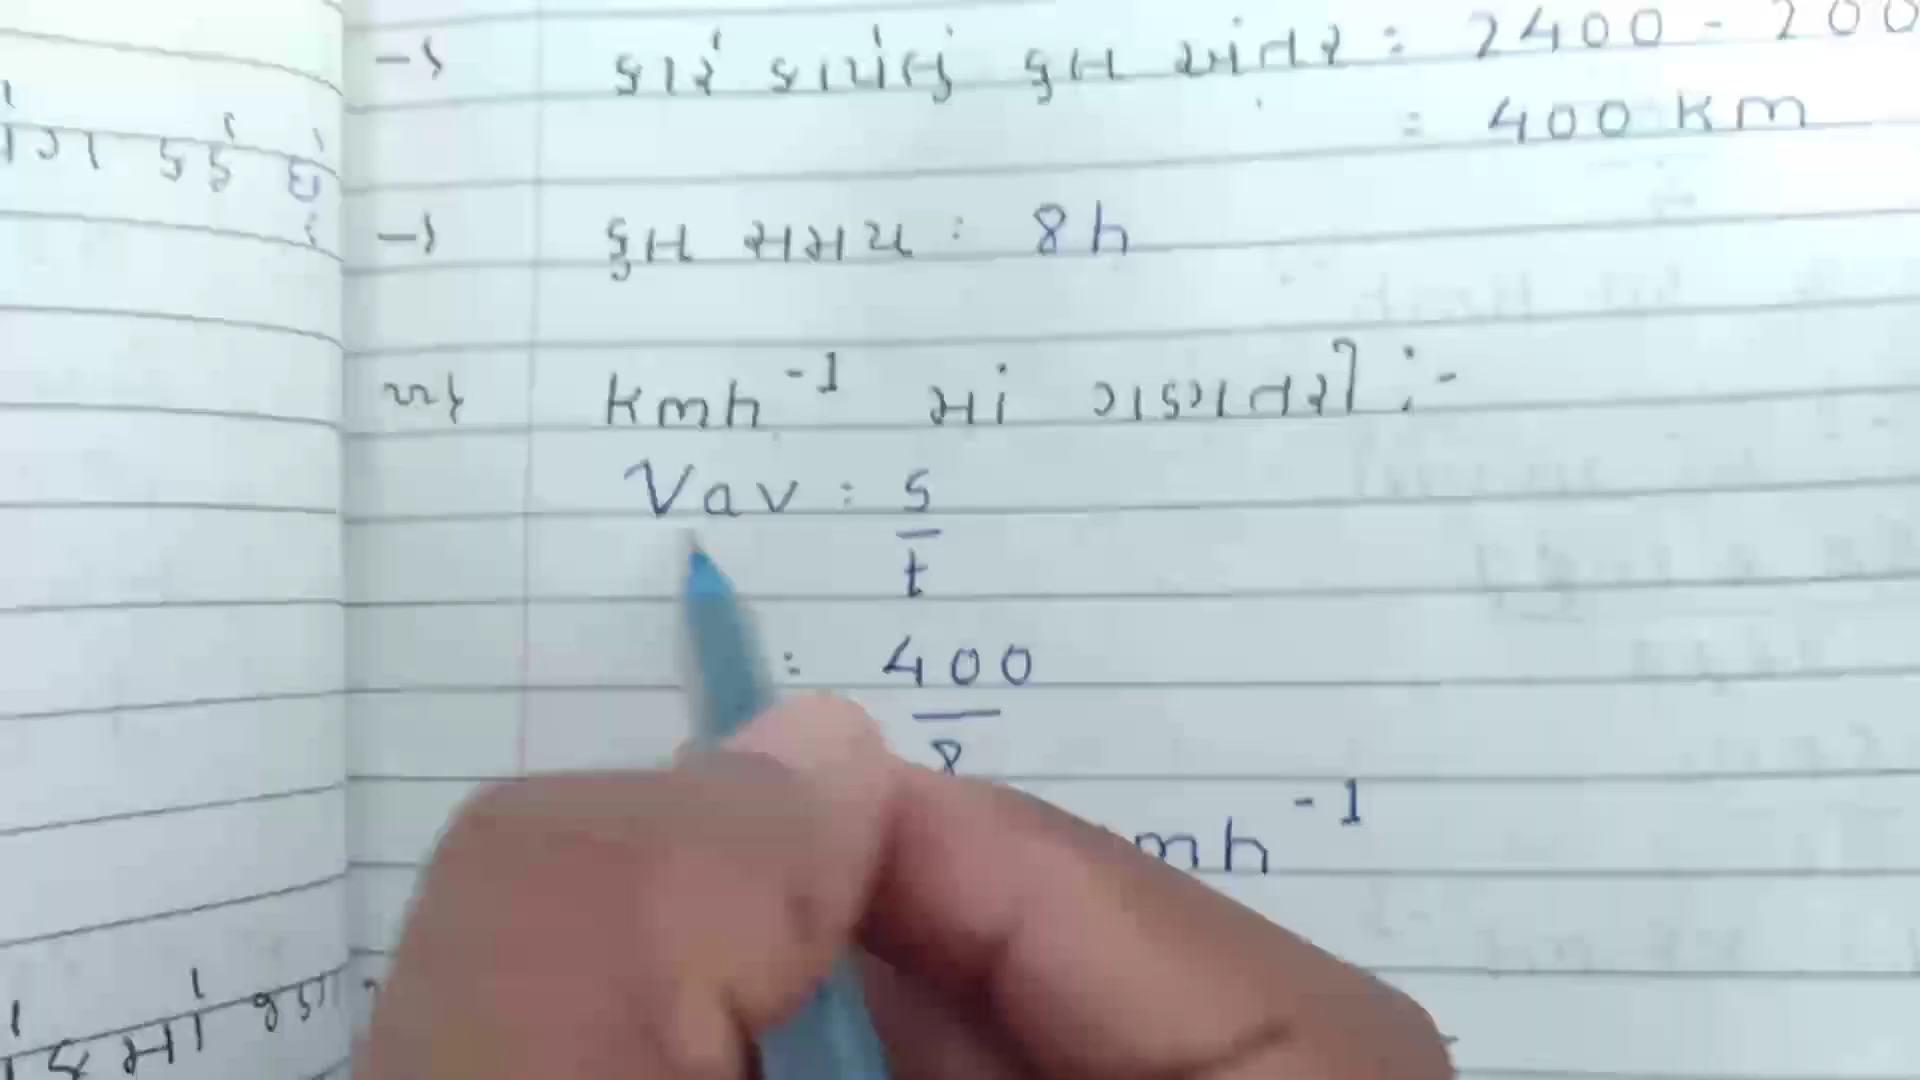 → કારે કાપેલું કુલ અંતર = 2400 - 200
= 400 km
→ કુલ સમય = 8h
→ kmh⁻¹ માં ગણતરી :-
Vav = s
t
= 400
8
mh⁻¹